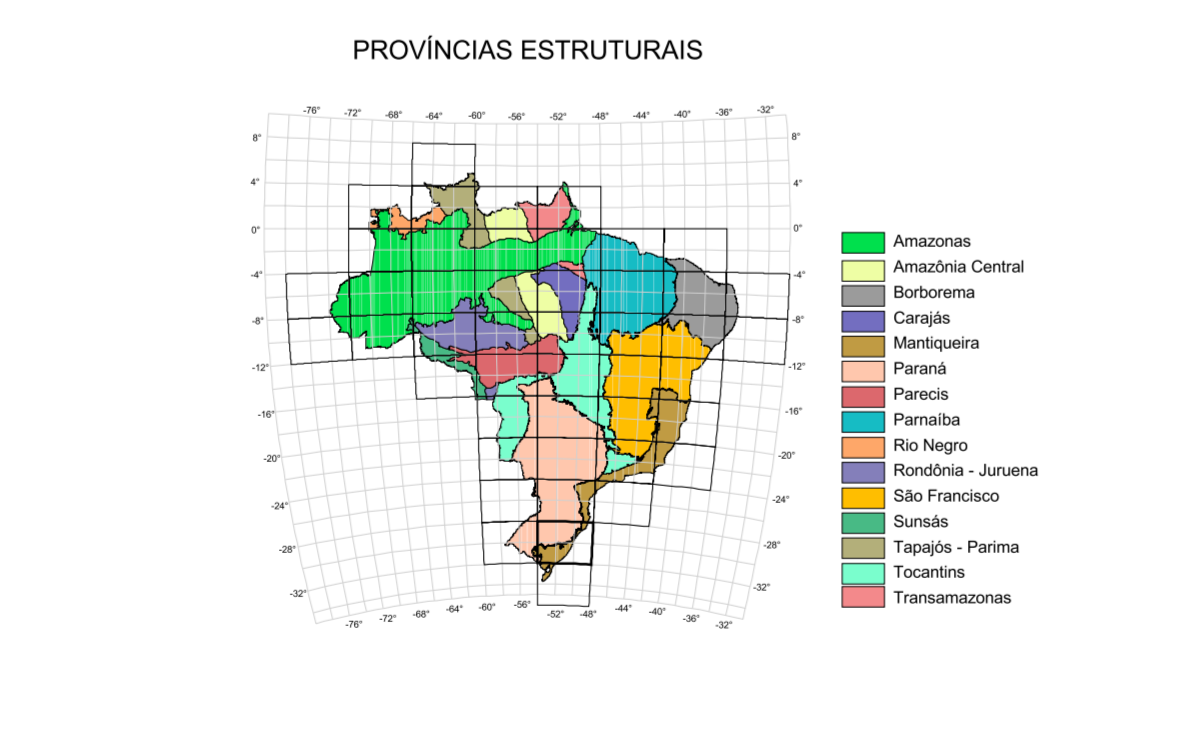 PROVÍNCIAS ESTRUTURAIS
-76° -72° -68° -64° -60° -56° -52° -48° -44° -40° -36° -32°
8° 8°
4° 4°
0° 0°
-4° -4°
-8° -8°
-12° -12°
-16° -16°
-20° -20°
-24° -24°
-28° -28°
-32° -32°
-76° -72° -68° -64° -60° -56° -52° -48° -44° -40° -36° -32°
Amazonas
Amazônia Central
Borborema
Carajás
Mantiqueira
Paraná
Parecis
Parnaíba
Rio Negro
Rondônia - Juruena
São Francisco
Sunsás
Tapajós - Parima
Tocantins
Transamazonas